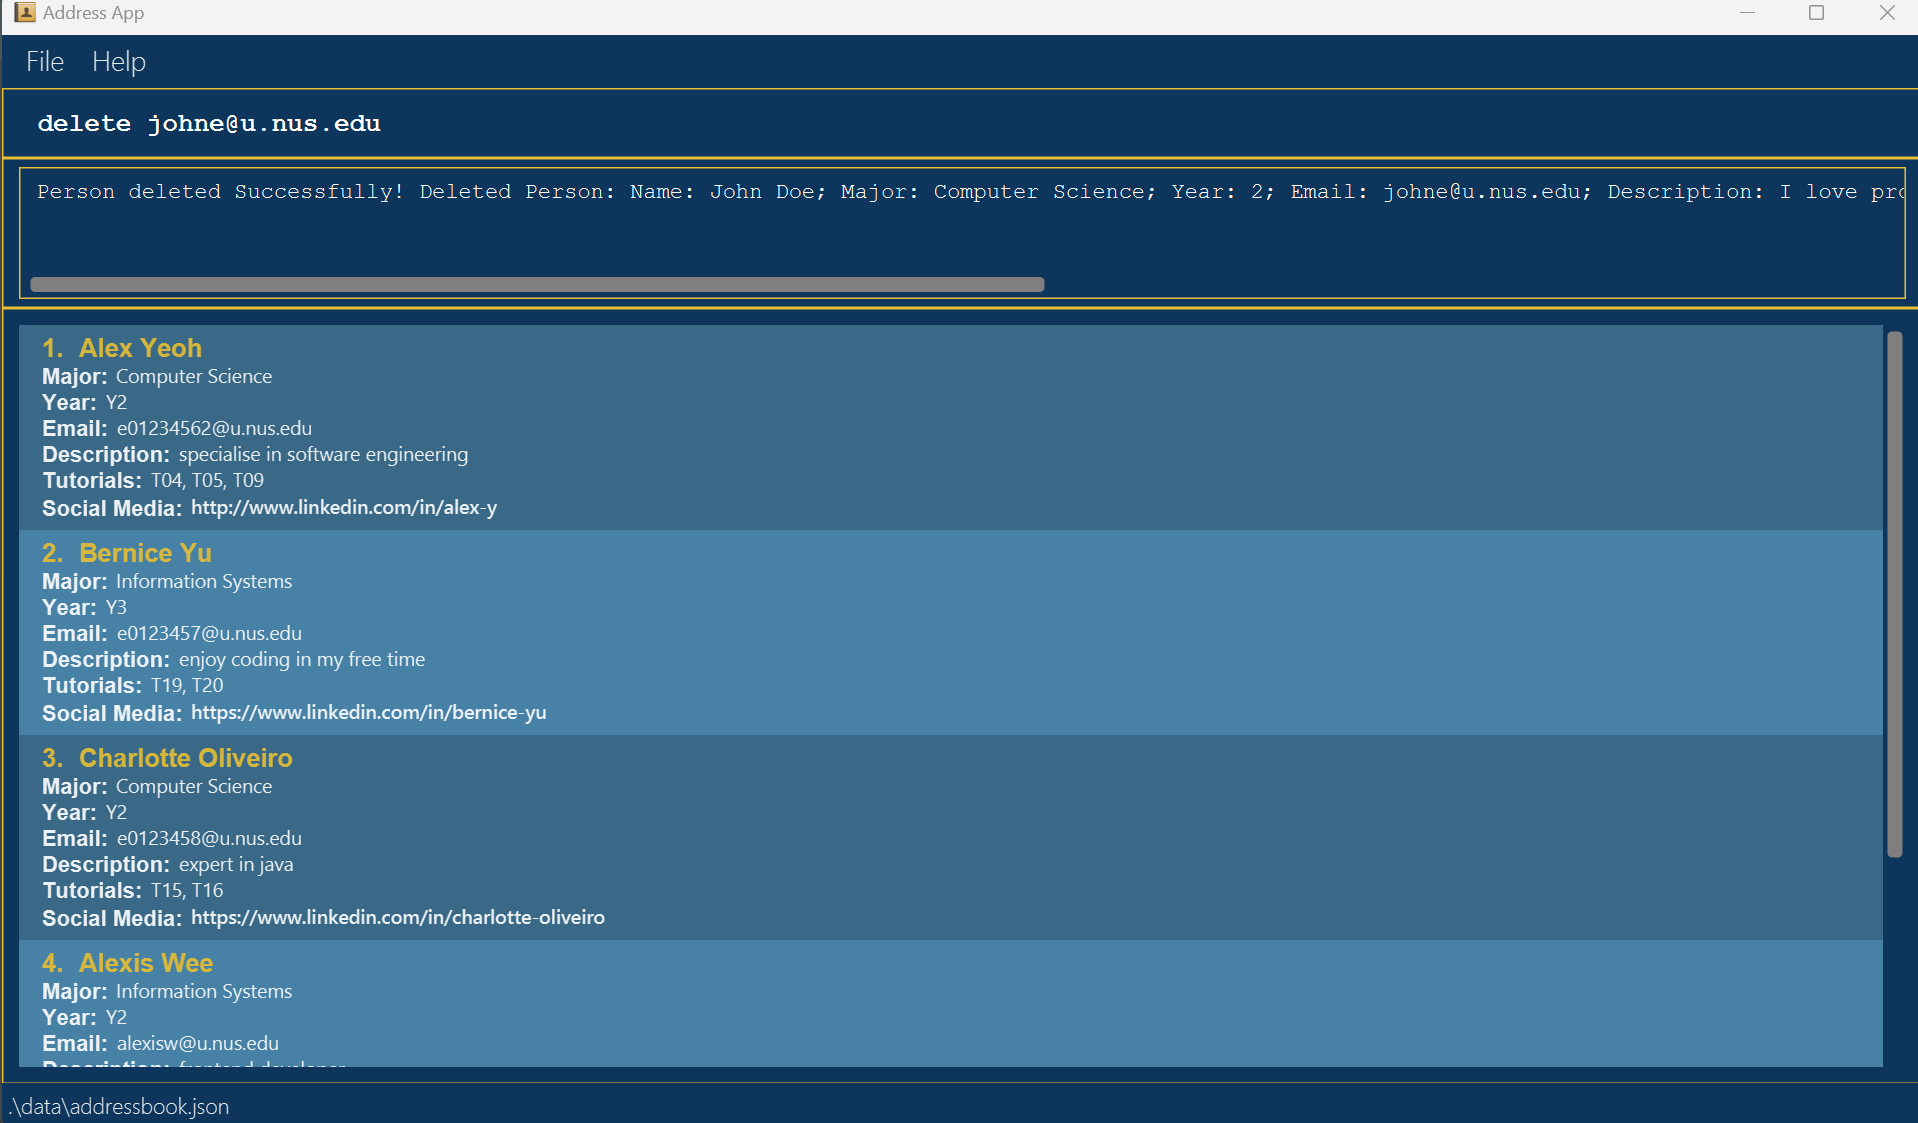 Address App
File Help
delete johne@u.nus.edu
Person deleted Successfully! Deleted Person: Name: John Doe; Major: Computer Science; Year: 2; Email: johne@u.nus.edu; Description: I love pro
1. Alex Yeoh
Major: Computer Science
Year: Y2
Email: e01234562@u.nus.edu
Description: specialise in software engineering
Tutorials: T04, T05, T09
Social Media: http://www.linkedin.com/in/alex-y
2. Bernice Yu
Major: Information Systems
Year: Y3
Email: e0123457@u.nus.edu
Description: enjoy coding in my free time
Tutorials: T19, T20
Social Media: https://www.linkedin.com/in/bernice-yu
3. Charlotte Oliveiro
Major: Computer Science
Year: Y2
Email: e0123458@u.nus.edu
Description: expert in java
Tutorials: T15, T16
Social Media: https://www.linkedin.com/in/charlotte-oliveiro
4. Alexis Wee
Major: Information Systems
Year: Y2
Email: alexisw@u.nus.edu
Description: frontend developer
.\data\addressbook.json